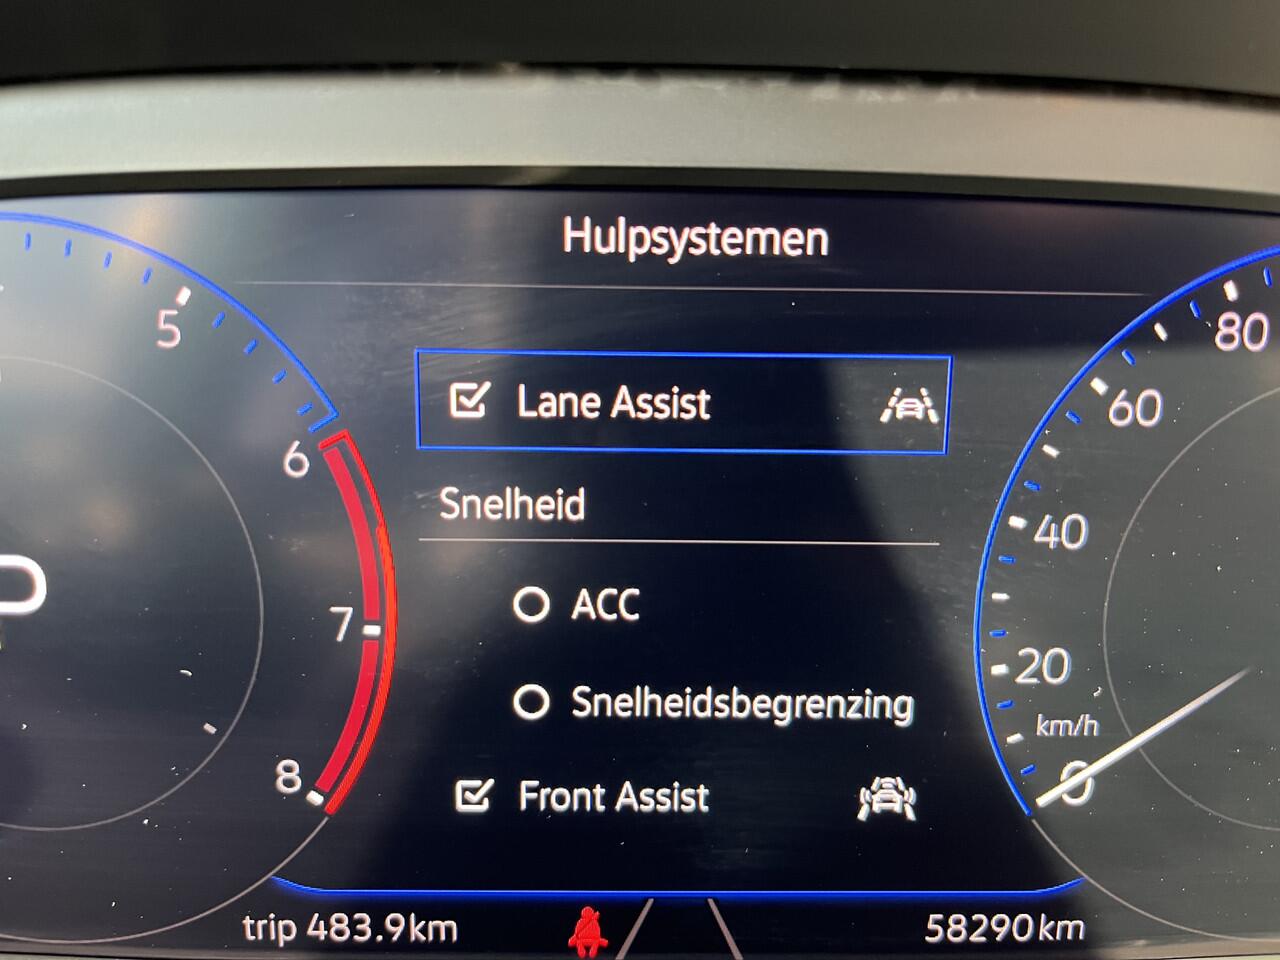 Hulpsystemen
Lane Assist
Snelheid
ACC
Snelheidsbegrenzing
Front Assist
5
6
7
8
80
60
40
20
km/h
0
trip 483.9km
58290km